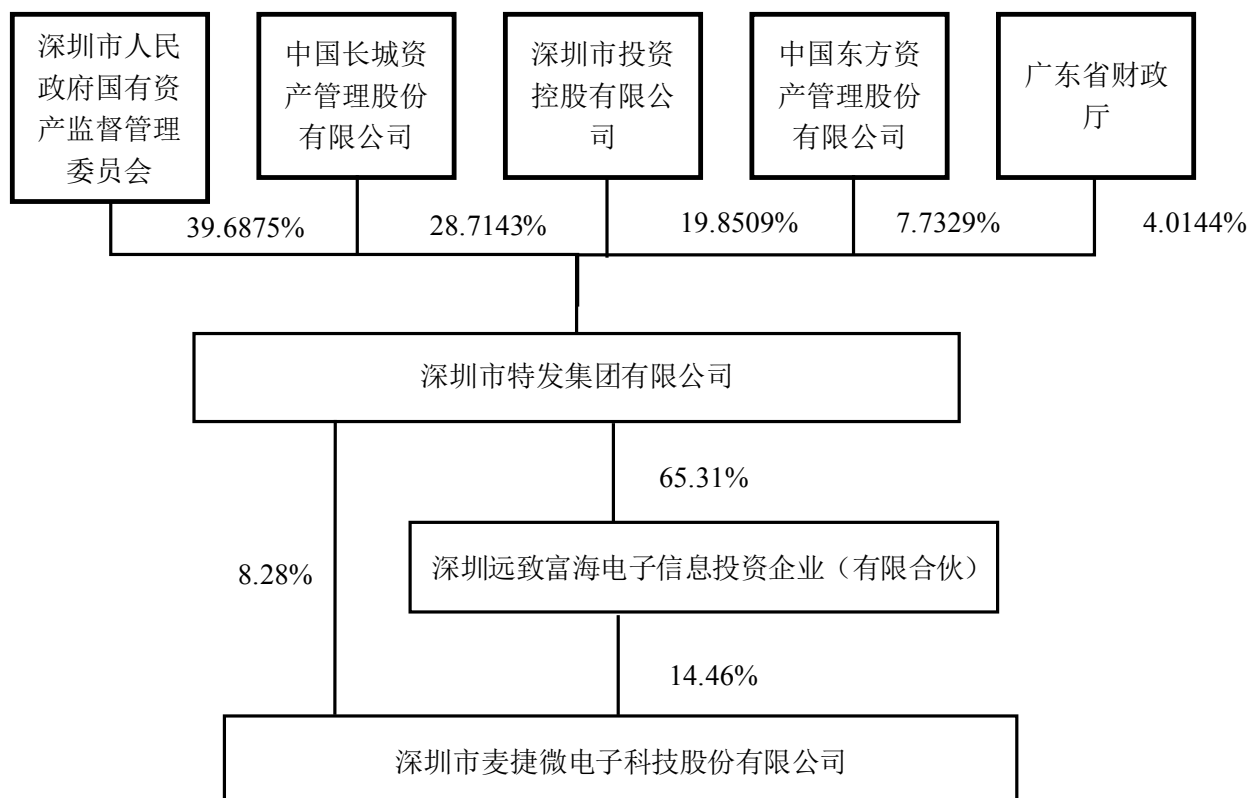 深圳市人民
政府国有资
产监督管理
委员会
中国长城资
产管理股份
有限公司
深圳市投资
控股有限公
司
中国东方资
产管理股份
有限公司
广东省财政
厅
39.6875%
28.7143%
19.8509%
7.7329%
4.0144%
深圳市特发集团有限公司
65.31%
8.28%
深圳远致富海电子信息投资企业（有限合伙）
14.46%
深圳市麦捷微电子科技股份有限公司